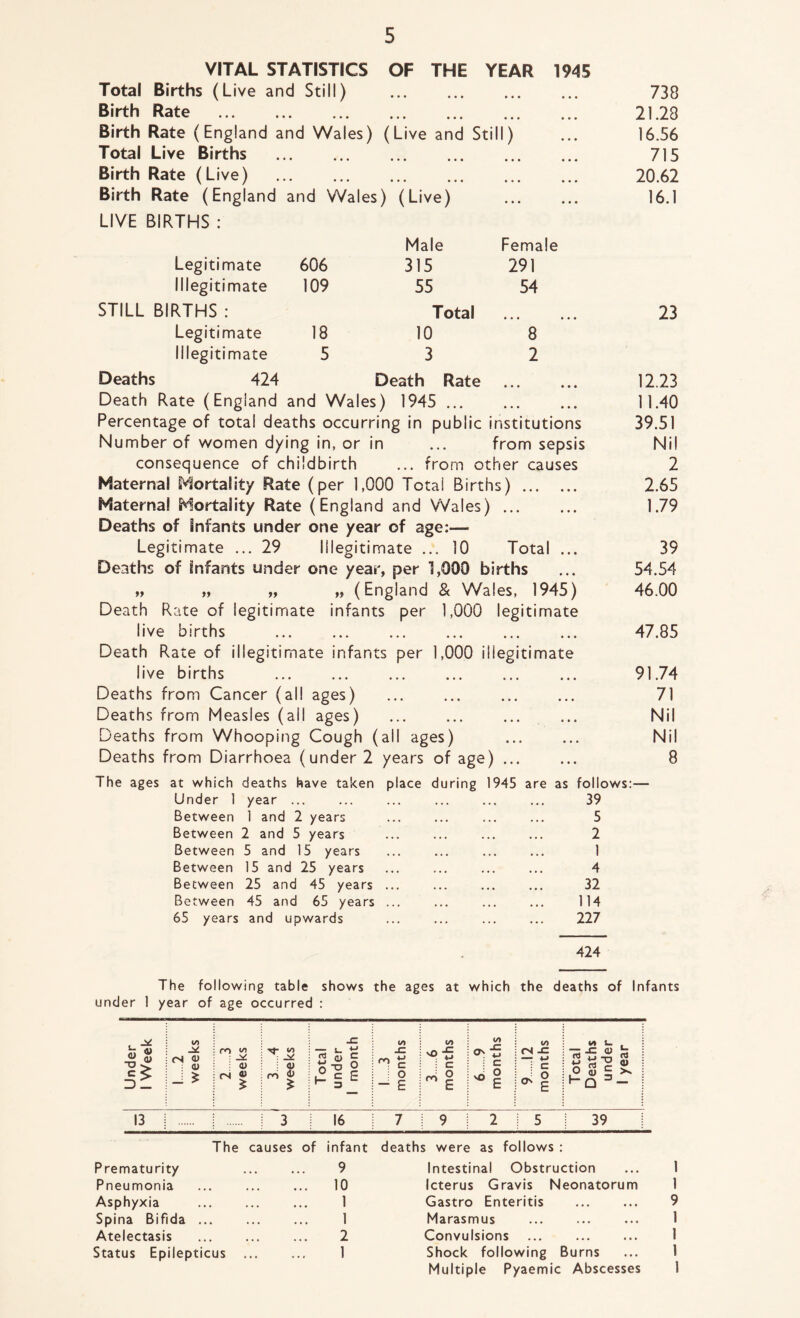 5
VITAL STATISTICS OF THE YEAR 1945
Total Births (Live and Still) ... ... ... ... 738
Birth Rate ... ... ... ... ... ... ... 21.28
Birth Rate (England and Wales) (Live and Still) ... 16.56
Total Live Births ... ... ... ... ... ... 715
Birth Rate (Live) ... ... ... ... ... ... 20.62
Birth Rate (England and Wales) (Live) ... ... 16.1
LIVE BIRTHS :
Male Female
Legitimate 606 315 291
Illegitimate 109 55 54
STILL BIRTHS : Total ... ... 23
Legitimate 18 10 8
Illegitimate 5 3 2
Deaths 424 Death Rate ... ... 12.23
Death Rate (England and Wales) 1945 ... ... ... 11.40
Percentage of total deaths occurring in public institutions 39.51
Number of women dying in, or in ... from sepsis Nil
consequence of childbirth ... from other causes 2
Maternal Mortality Rate (per 1,000 Total Births) ... ... 2.65
Maternal Mortality Rate (England and Wales) ... ... 1.79
Deaths of Infants under one year of age:—
Legitimate ... 29 Illegitimate ... 10 Total ... 39
Deaths of Infants under one year, per 1,000 births ... 54.54
„ „ „ „ (England & Wales, 1945) 46.00
Death Rate of legitimate infants per 1,000 legitimate
live births ... ... ... ... ... ... 47.85
Death Rate of illegitimate infants per 1,000 illegitimate
live births ... ... ... ... ... ... 91.74
Deaths from Cancer (all ages) ... ... ... ... 71
Deaths from Measles (all ages) ... ... ... ... Nil
Deaths from Whooping Cough (all ages) ... ... Nil
Deaths from Diarrhoea (under 2 years of age) ... ... 8
The ages at which deaths have taken place during 1945 are as follows:—
Under 1 year ... ... ... ... ... ... 39
Between 1 and 2 years ... ... ... ... 5
Between 2 and 5 years ... ... ... ... 2
Between 5 and 15 years ... ... ... ... 1
Between 15 and 25 years ... ... ... ... 4
Between 25 and 45 years ... ... ... ... 32
Between 45 and 65 years ... ... ... ... 114
65 years and upwards ... ... ... ... 227
424
The following table shows the ages at which the deaths of Infants
under 1 year of age occurred :
Under 1 Week
1...2 weeks
2...3 weeks
3...4 weeks
Total under 1 month
1...3 months
3...6 months
6...9 months
9...12 months
Total Deaths under 1 year
13 ...... ...... 3 16 7 9 2 5 39
The causes of infant deaths were as follows :
Prematurity ... ... 9 Intestinal Obstruction ... 1
Pneumonia ... ... ... 10 Icterus Gravis Neonatorum 1
Asphyxia ... ... ... 1 Gastro Enteritis ... ... 9
Spina Bifida ... ... ... 1 Marasmus ... ... ... 1
Atelectasis ... ... ... 2 Convulsions ... ... ... 1
Status Epilepticus ... ... 1 Shock following Burns ... 1
Multiple Pyaemic Abscesses 1